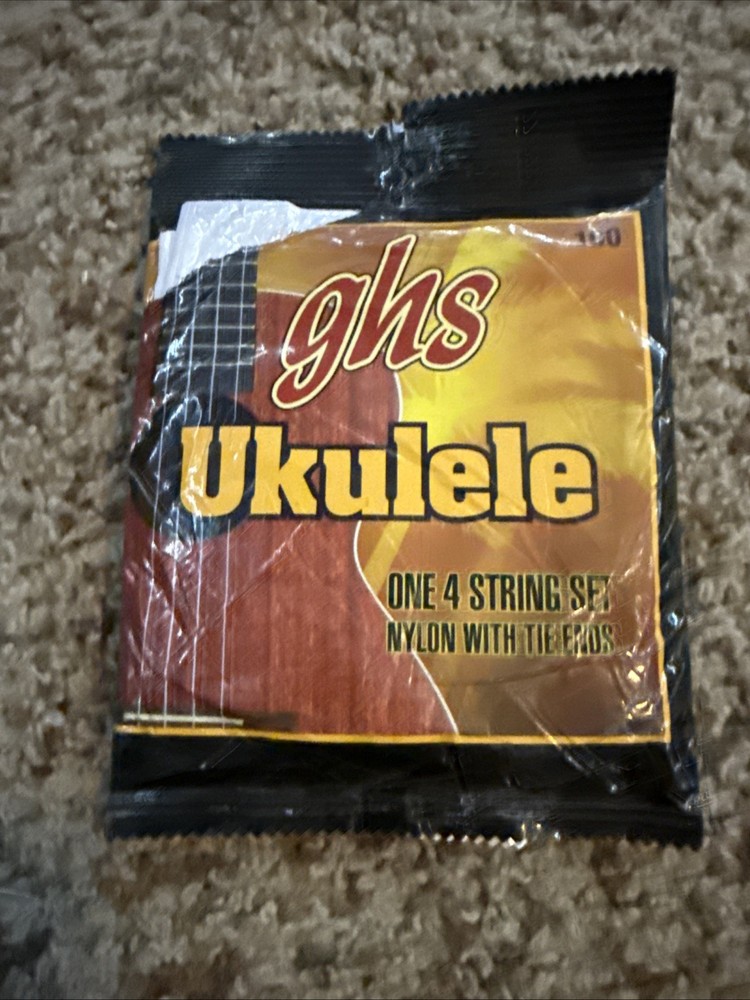 ghs
Ukulele
ONE 4 STRING SET
NYLON WITH TIE ENDS